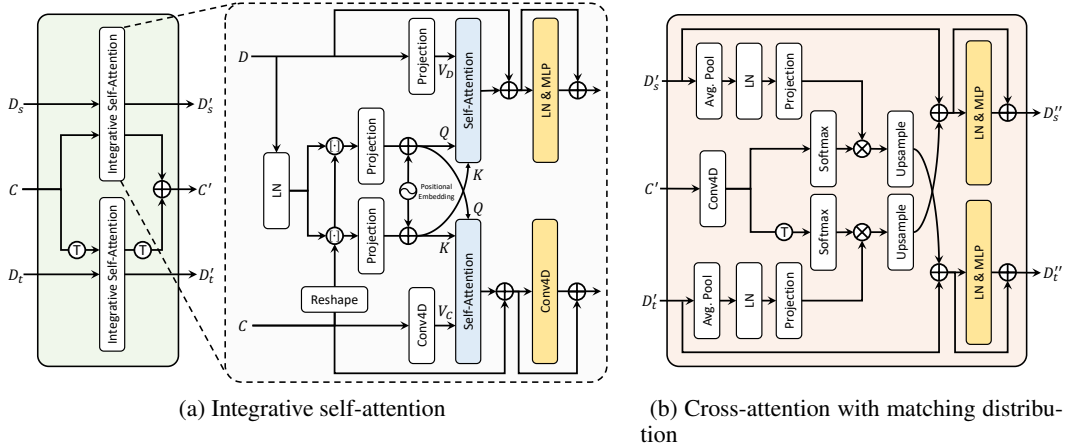 D_s
C
D_t
Integrative Self-Attention
Integrative Self-Attention
T
T
D'_s
C'
D'_t
D
C
LN
Reshape
[·]
[·]
Projection
Projection
Projection
Conv4D
V_D
V_C
Positional
Embedding
Q
K
Q
K
Self-Attention
Self-Attention
LN & MLP
Conv4D
(a) Integrative self-attention
D'_s
C'
D'_t
Avg. Pool
LN
Projection
Conv4D
T
Softmax
Softmax
Avg. Pool
LN
Projection
Upsample
Upsample
LN & MLP
LN & MLP
D''_s
D''_t
(b) Cross-attention with matching distribu-
tion